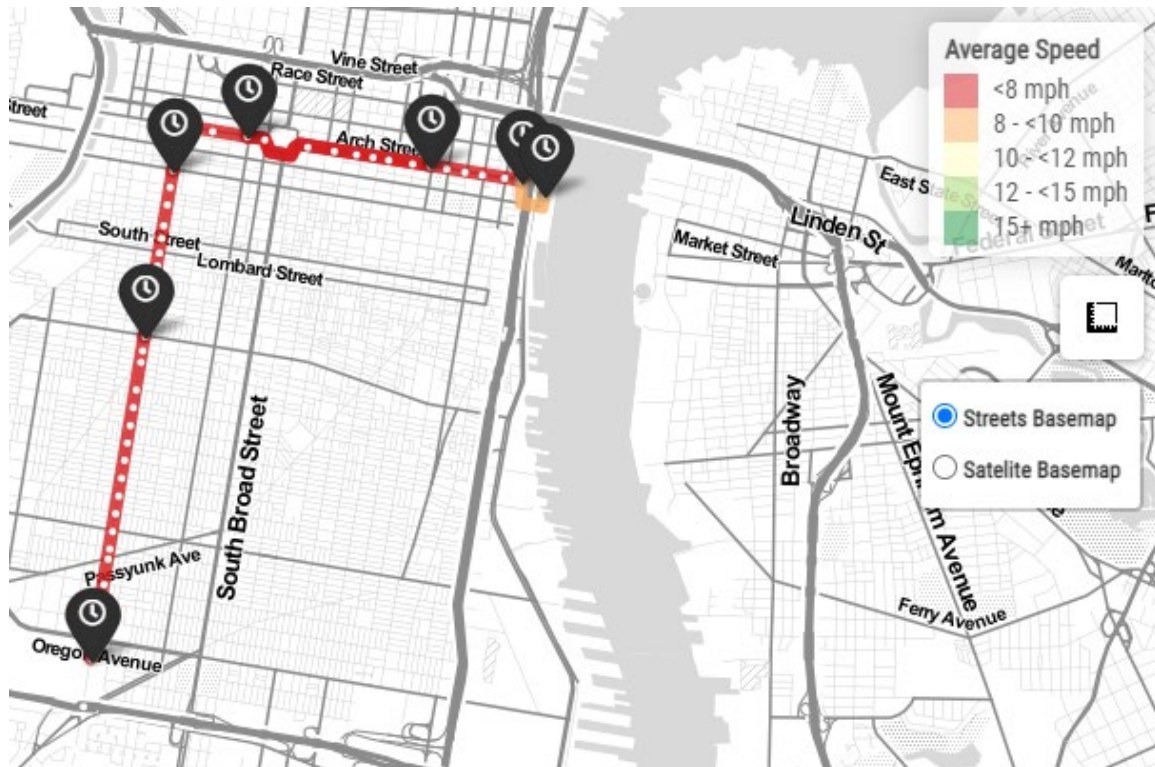 Vine Street
Race Street
Street
Arch Street
South Street
Lombard Street
South Broad Street
Passyunk Ave
Oregon Avenue
Linden St
Market Street
East State Street
Federal Street
Broadway
Mount Ephraim Avenue
Ferry Avenue
Average Speed
<8 mph
8 - <10 mph
10 - <12 mph
12 - <15 mph
15+ mph
Streets Basemap
Satelite Basemap